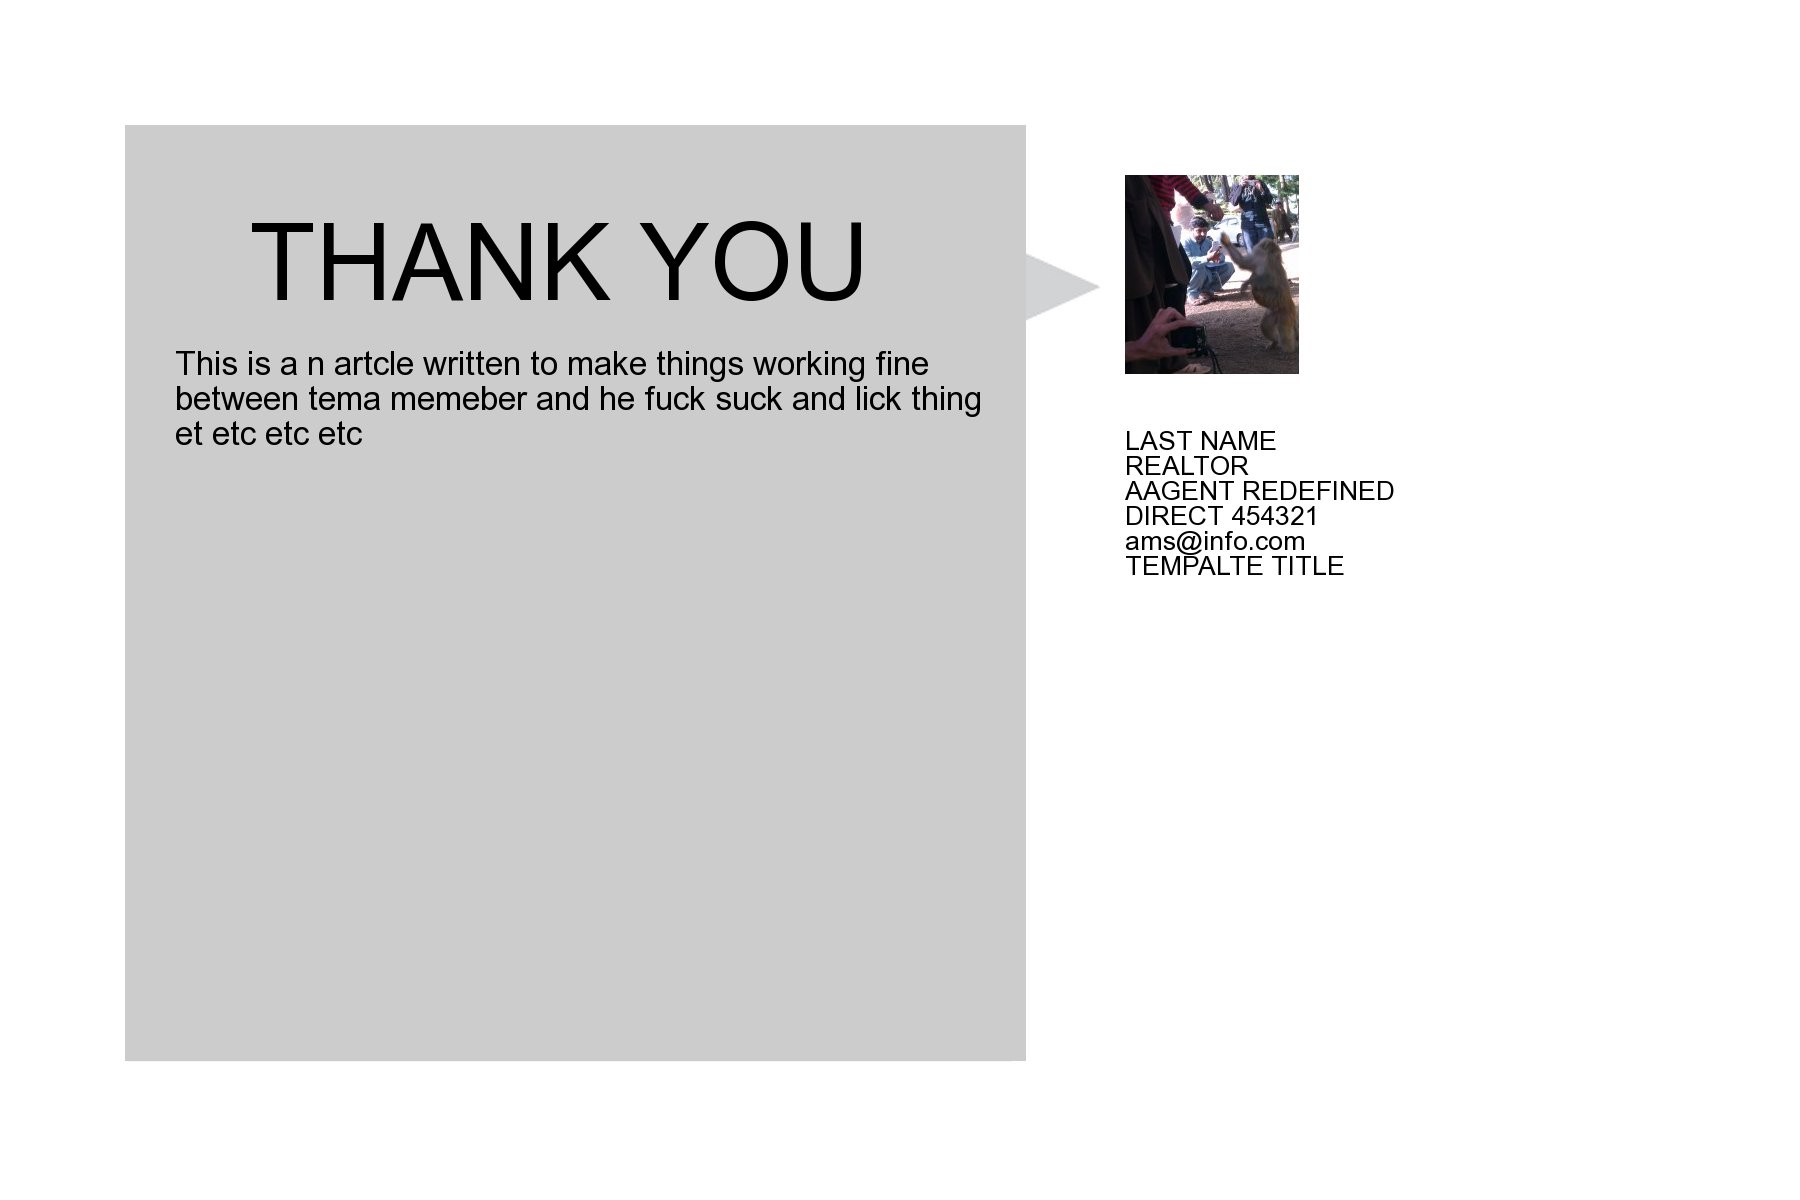 THANK YOU
This is a n artcle written to make things working fine
between tema memeber and he fuck suck and lick thing
et etc etc etc
LAST NAME
REALTOR
AAGENT REDEFINED
DIRECT 454321
ams@info.com
TEMPALTE TITLE